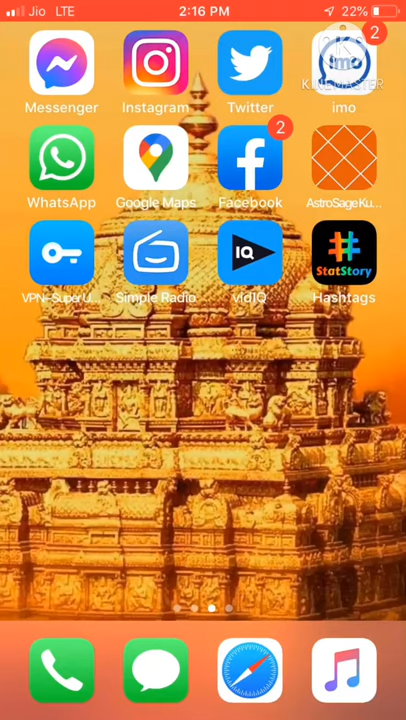 Jio LTE 2:16 PM 22%
2
imo
KINEMASTER
Messenger Instagram Twitter imo
2
WhatsApp Google Maps Facebook AstroSage Ku...
IQ
StatStory
VPN - Super U... Simple Radio vidIQ Hashtags